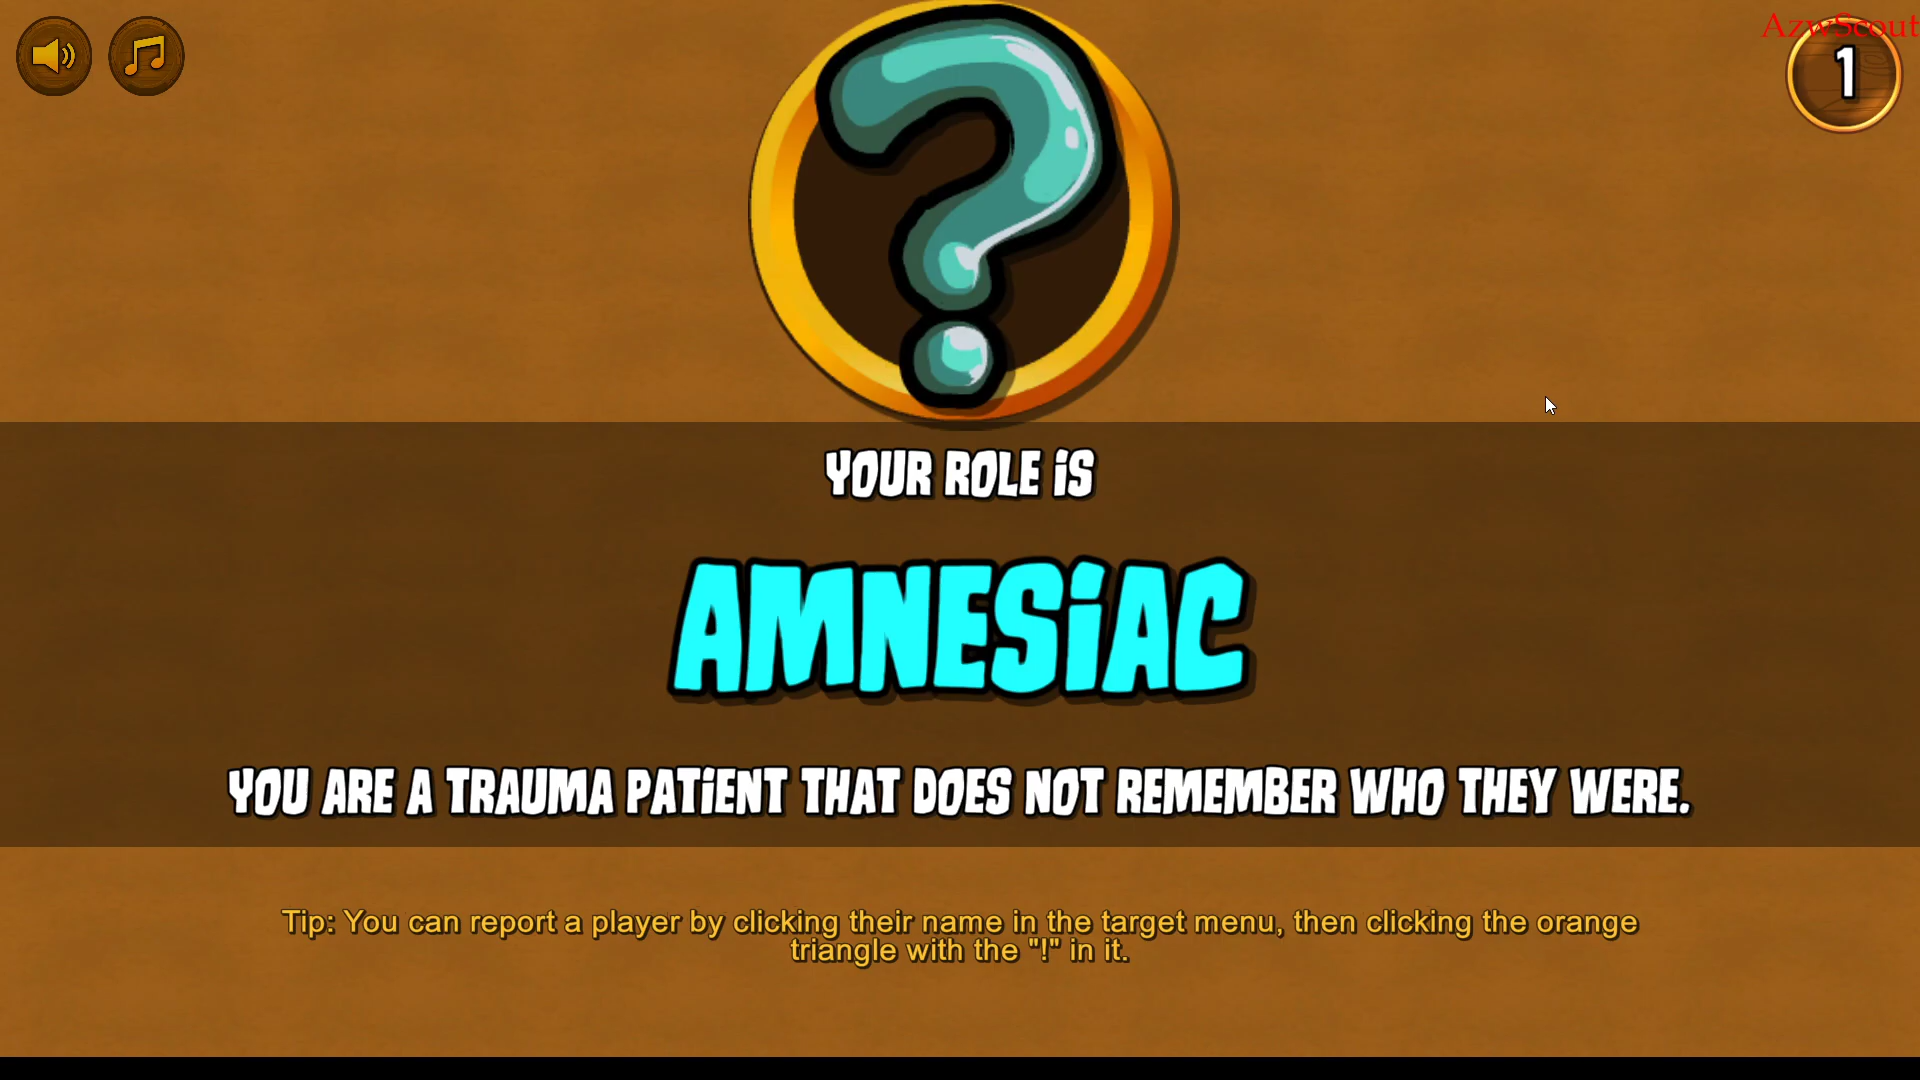 AzwScout
1
YOUR ROLE iS
AMNESiAC
YOU ARE A TRAUMA PATiENT THAT DOES NOT REMEMBER WHO THEY WERE.
Tip: You can report a player by clicking their name in the target menu, then clicking the orange
triangle with the "!" in it.